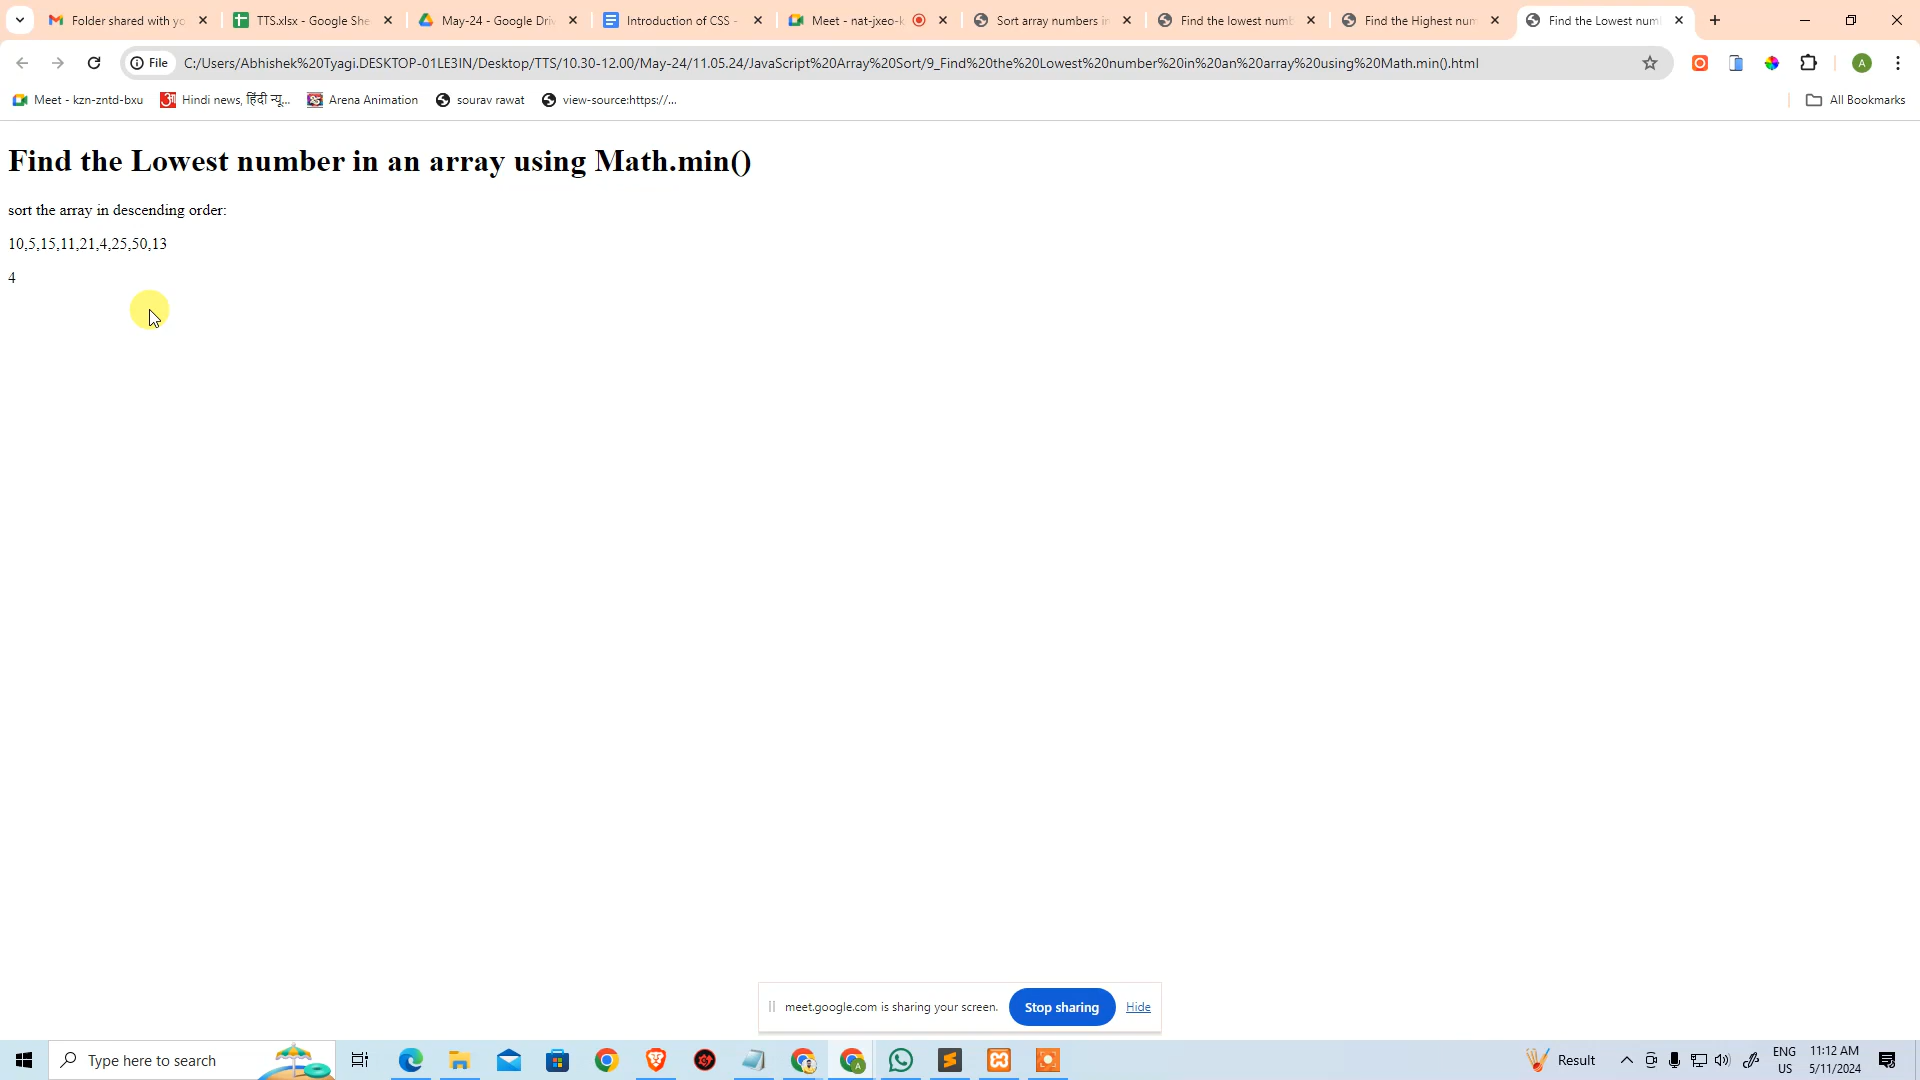 Folder shared with yo
TTS.xlsx - Google She
May-24 - Google Driv
Introduction of CSS -
Meet - nat-jxeo-k
Sort array numbers in
Find the lowest numb
Find the Highest num
Find the Lowest num
File
C:/Users/Abhishek%20Tyagi.DESKTOP-01LE3IN/Desktop/TTS/10.30-12.00/May-24/11.05.24/JavaScript%20Array%20Sort/9_Find%20the%20Lowest%20number%20in%20an%20array%20using%20Math.min().html
A
Meet - kzn-zntd-bxu
Hindi news, हिंदी न्यू...
Arena Animation
sourav rawat
view-source:https://...
All Bookmarks
Find the Lowest number in an array using Math.min()
sort the array in descending order:
10,5,15,11,21,4,25,50,13
4
meet.google.com is sharing your screen.
Stop sharing
Hide
Type here to search
Result
ENG
US
11:12 AM
5/11/2024